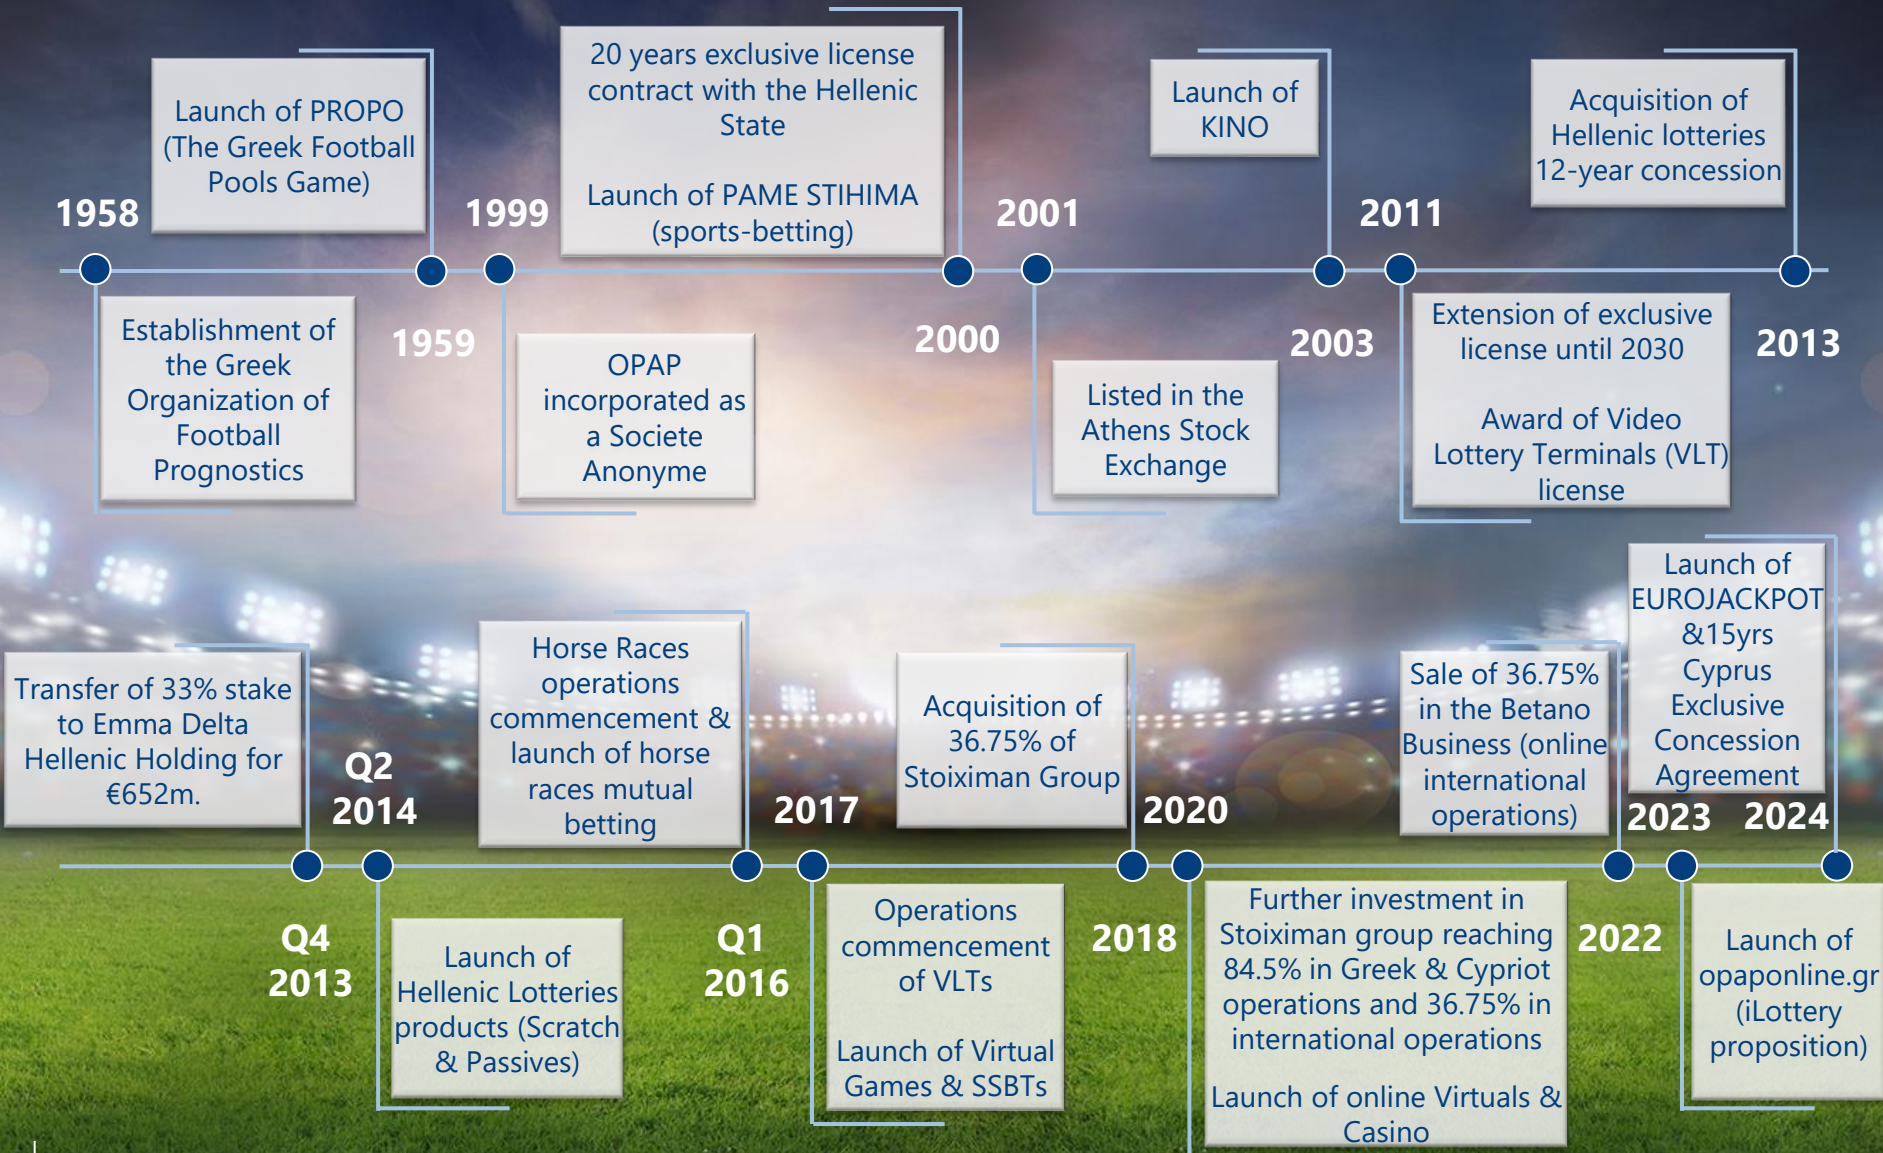 1958
Establishment of
the Greek
Organization of
Football
Prognostics
Launch of PROPO
(The Greek Football
Pools Game)
1959
1999
OPAP
incorporated as
a Societe
Anonyme
20 years exclusive license
contract with the Hellenic
State
Launch of PAME STIHIMA
(sports-betting)
2000
2001
Listed in the
Athens Stock
Exchange
Launch of
KINO
2003
2011
Extension of exclusive
license until 2030
Award of Video
Lottery Terminals (VLT)
license
Acquisition of
Hellenic lotteries
12-year concession
2013
Transfer of 33% stake
to Emma Delta
Hellenic Holding for
€652m.
Q4
2013
Q2
2014
Launch of
Hellenic Lotteries
products (Scratch
& Passives)
Horse Races
operations
commencement &
launch of horse
races mutual
betting
Q1
2016
2017
Operations
commencement
of VLTs
Launch of Virtual
Games & SSBTs
Acquisition of
36.75% of
Stoiximan Group
2018
2020
Further investment in
Stoiximan group reaching
84.5% in Greek & Cypriot
operations and 36.75% in
international operations
Launch of online Virtuals &
Casino
Sale of 36.75%
in the Betano
Business (online
international
operations)
2022
2023
Launch of
opaponline.gr
(iLottery
proposition)
Launch of
EUROJACKPOT
&15yrs
Cyprus
Exclusive
Concession
Agreement
2024